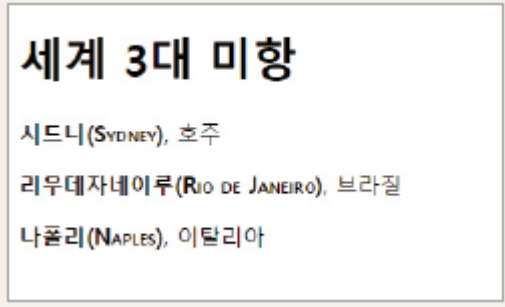 세계 3대 미항
시드니(Sydney), 호주
리우데자네이루(Rio de Janeiro), 브라질
나폴리(Naples), 이탈리아